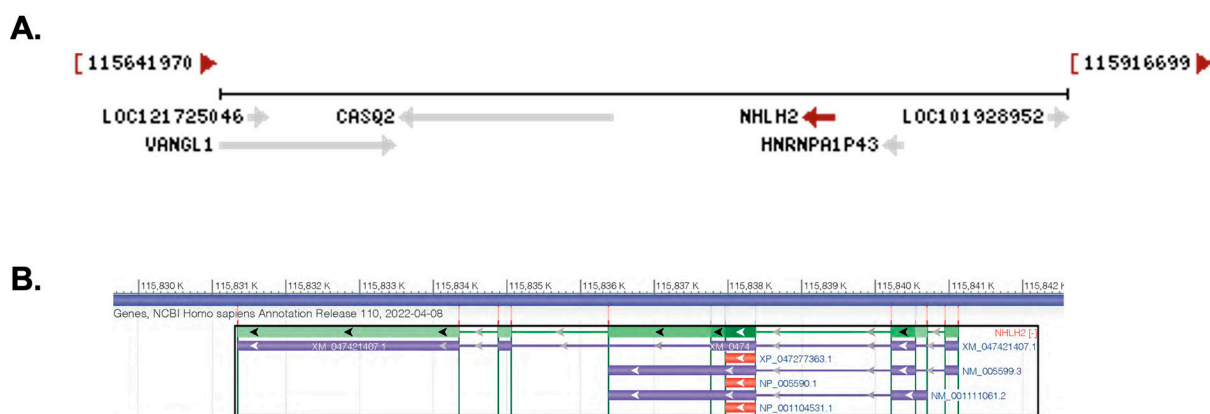 A.
[ 115641970 115916699
LOC121725046 CASQ2 NHLH2 LOC101928952
VANGL1 HNRNPA1P43
B.
115,830 K 115,831 K 115,832 K 115,833 K 115,834 K 115,835 K 115,836 K 115,837 K 115,838 K 115,839 K 115,840 K 115,841 K 115,842 K
Genes, NCBI Homo sapiens Annotation Release 110, 2022-04-08
NHLH2 [-]
XM_047421407.1 XM_0474 XM_047421407.1
XP_047277363.1
NM_005599.3
NP_005590.1
NM_001111061.2
NP_001104531.1